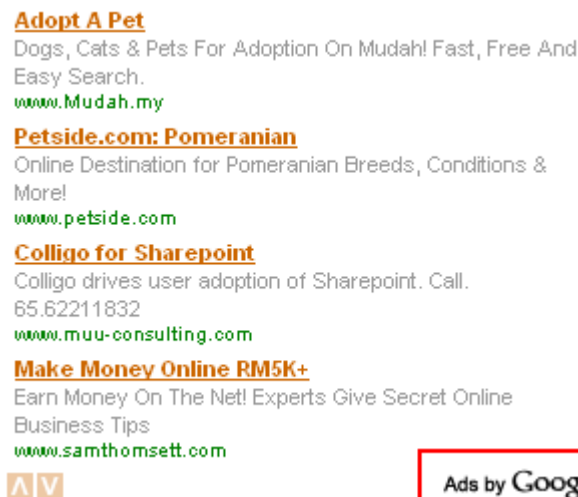 Adopt A Pet
Dogs, Cats & Pets For Adoption On Mudah! Fast, Free And
Easy Search.
www.Mudah.my
Petside.com: Pomeranian
Online Destination for Pomeranian Breeds, Conditions &
More!
www.petside.com
Colligo for Sharepoint
Colligo drives user adoption of Sharepoint. Call.
65.62211832
www.muu-consulting.com
Make Money Online RM5K+
Earn Money On The Net! Experts Give Secret Online
Business Tips
www.samthomsett.com
Ads by Goog